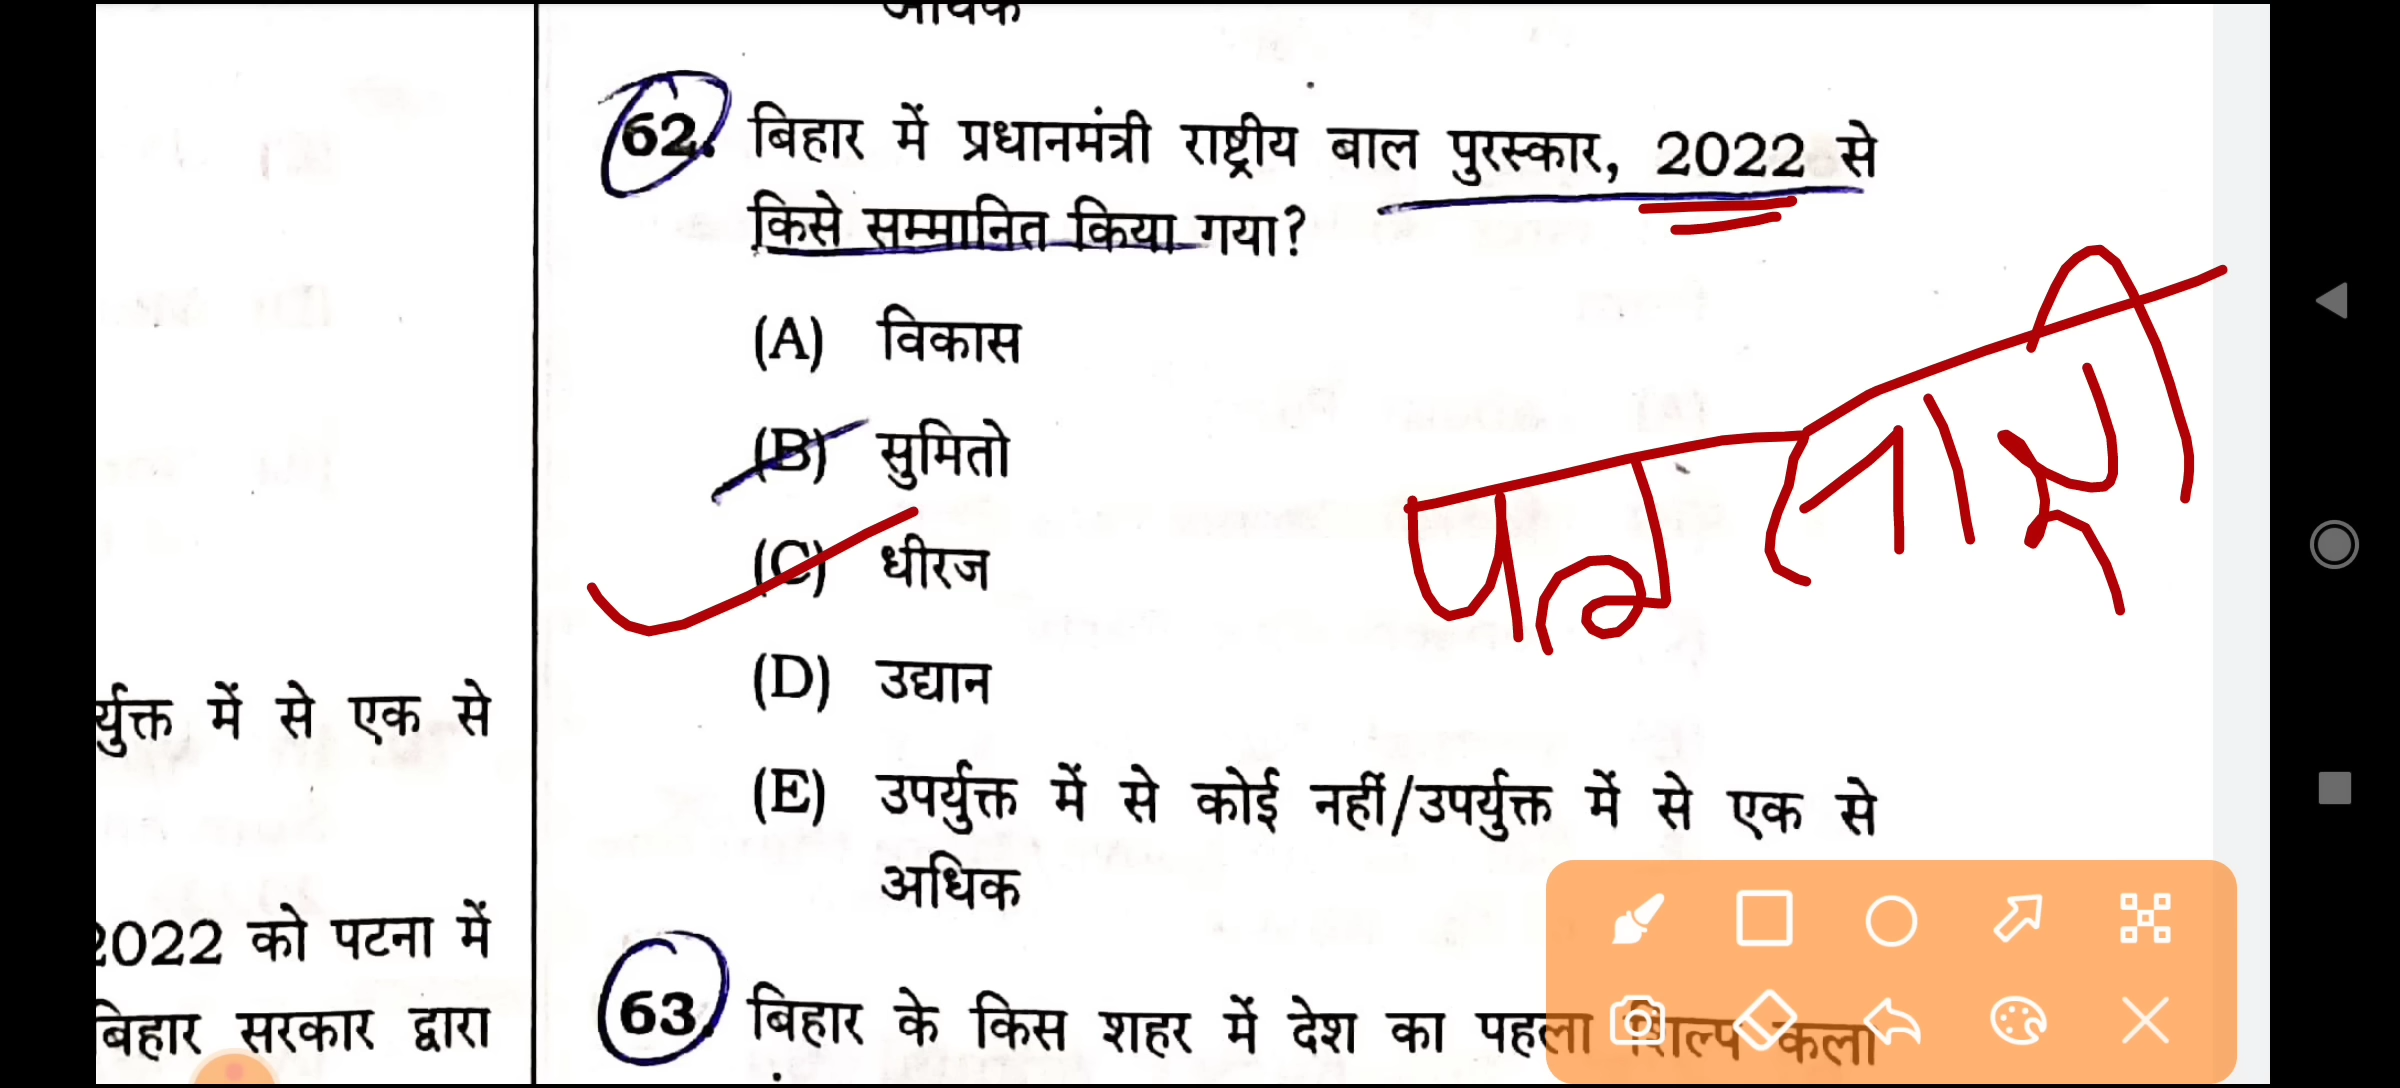 62. बिहार में प्रधानमंत्री राष्ट्रीय बाल पुरस्कार, 2022 से
किसे सम्मानित किया गया?
(A) विकास
(B) सुमितो
(C) धीरज
(D) उद्यान
(E) उपर्युक्त में से कोई नहीं/उपर्युक्त में से एक से
अधिक
63. बिहार के किस शहर में देश का पहला शिल्प कला
र्युक्त में से एक से
2022 को पटना में
बिहार सरकार द्वारा